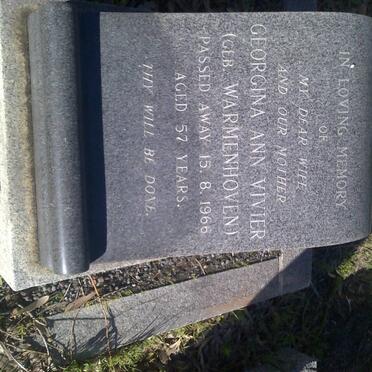 IN LOVING MEMORY
OF
MY DEAR WIFE
AND OUR MOTHER
GEORGINA ANN VIVIER
(GEB. WARMENHOVEN)
PASSED AWAY 15. 8. 1966
AGED 57 YEARS.
THY WILL BE DONE.